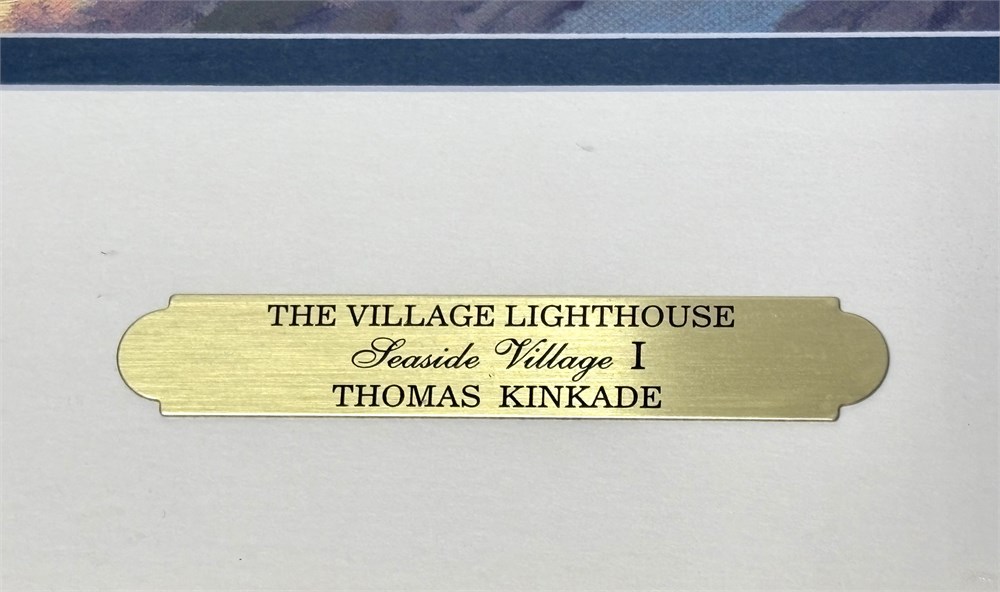 THE VILLAGE LIGHTHOUSE
Seaside Village I
THOMAS KINKADE